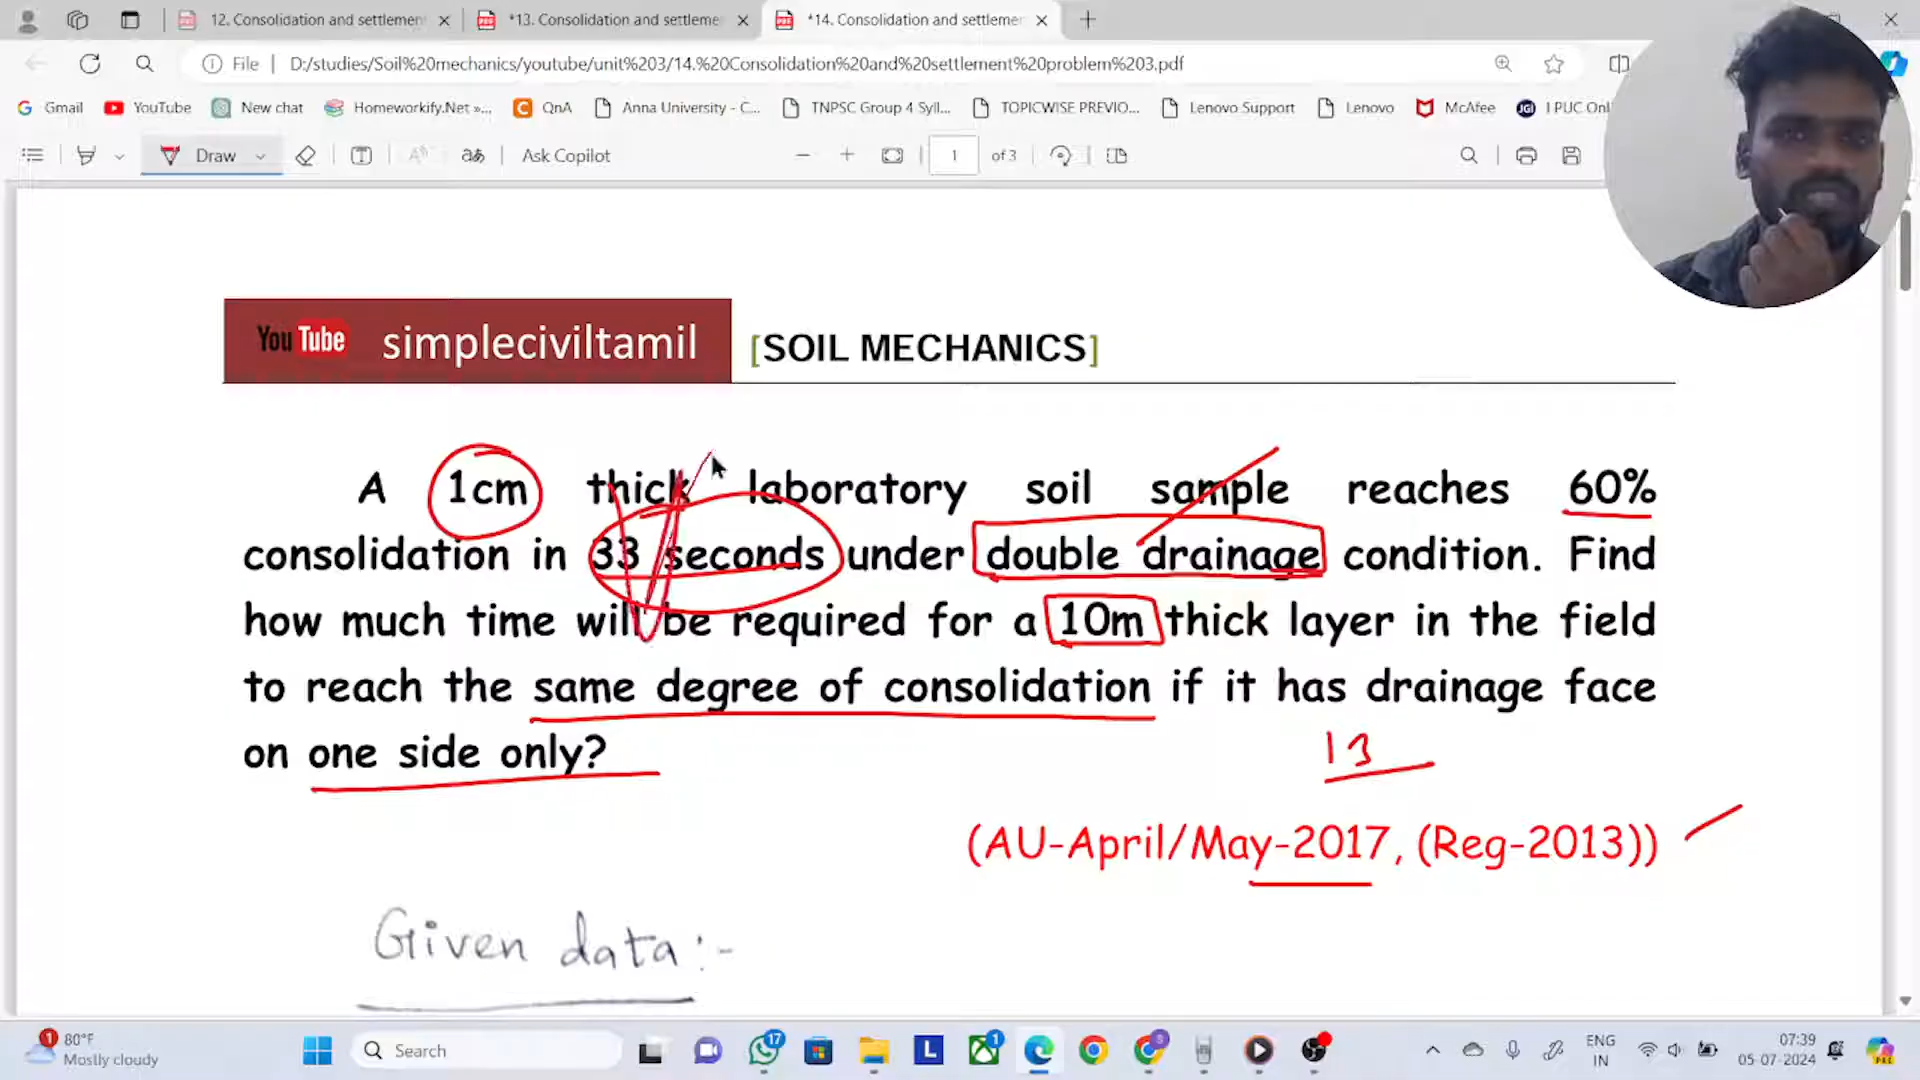 12. Consolidation and settlemen
*13. Consolidation and settleme
*14. Consolidation and settlemen
File D:/studies/Soil%20mechanics/youtube/unit%203/14.%20Consolidation%20and%20settlement%20problem%203.pdf
Gmail YouTube New chat Homeworkify.Net »... QnA Anna University - C... TNPSC Group 4 Syll... TOPICWISE PREVIO... Lenovo Support Lenovo McAfee I PUC Onl
Draw Ask Copilot 1 of 3
YouTube simpleciviltamil [SOIL MECHANICS]
A 1cm thick laboratory soil sample reaches 60%
consolidation in 33 seconds under double drainage condition. Find
how much time will be required for a 10m thick layer in the field
to reach the same degree of consolidation if it has drainage face
on one side only?
13
(AU-April/May-2017, (Reg-2013))
Given data:-
80°F
Mostly cloudy
Search
17
1
ENG
IN
07:39
05-07-2024